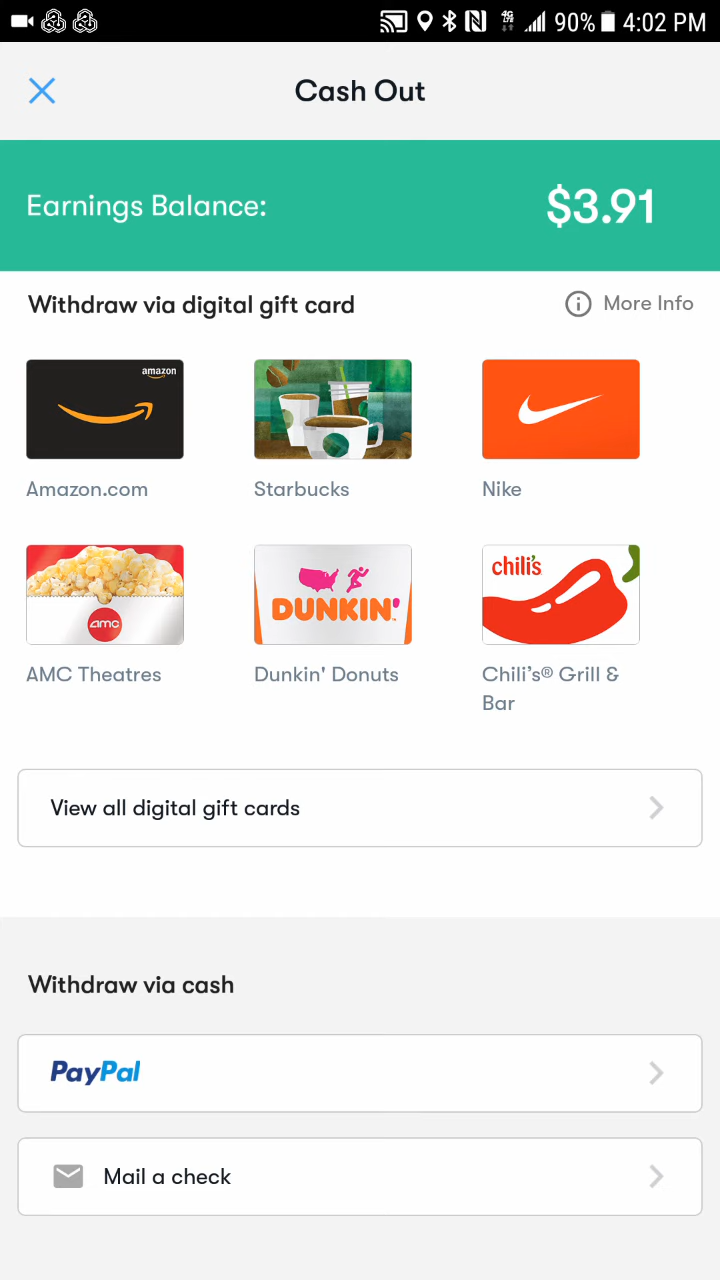 4G LTE 90% 4:02 PM
Cash Out
Earnings Balance: $3.91
Withdraw via digital gift card More Info
amazon
Amazon.com Starbucks Nike
amc DUNKIN' chili's
AMC Theatres Dunkin' Donuts Chili's® Grill &
Bar
View all digital gift cards
Withdraw via cash
PayPal
Mail a check